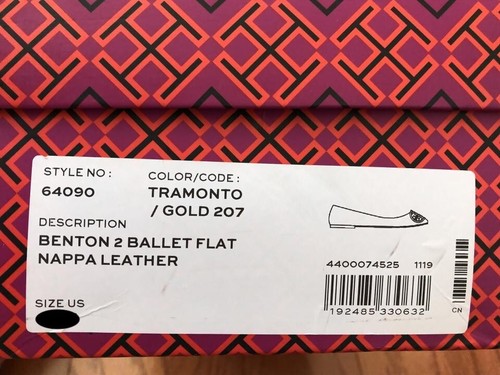 STYLE NO :
64090
COLOR/CODE :
TRAMONTO
/ GOLD 207
DESCRIPTION
BENTON 2 BALLET FLAT
NAPPA LEATHER
4400074525 1119
192485 330632
CN
SIZE US